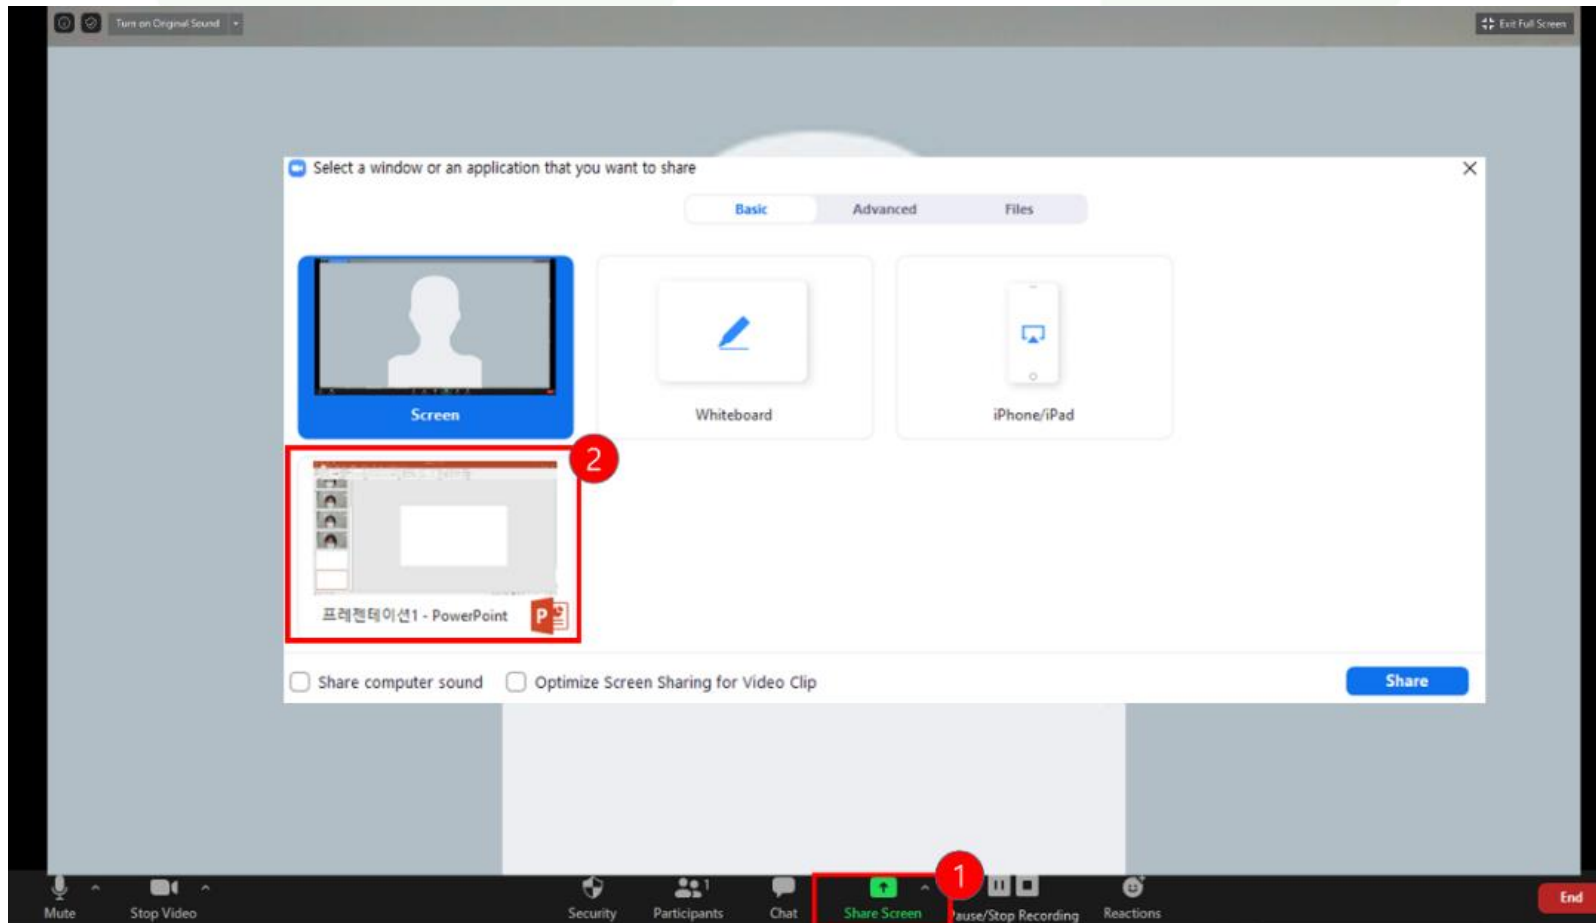 Turn on Original Sound
Exit Full Screen
Select a window or an application that you want to share
Basic Advanced Files
Screen
Whiteboard
iPhone/iPad
2
프레젠테이션1 - PowerPoint
P
Share computer sound Optimize Screen Sharing for Video Clip Share
1
1
Mute Stop Video Security Participants Chat Share Screen Pause/Stop Recording Reactions End